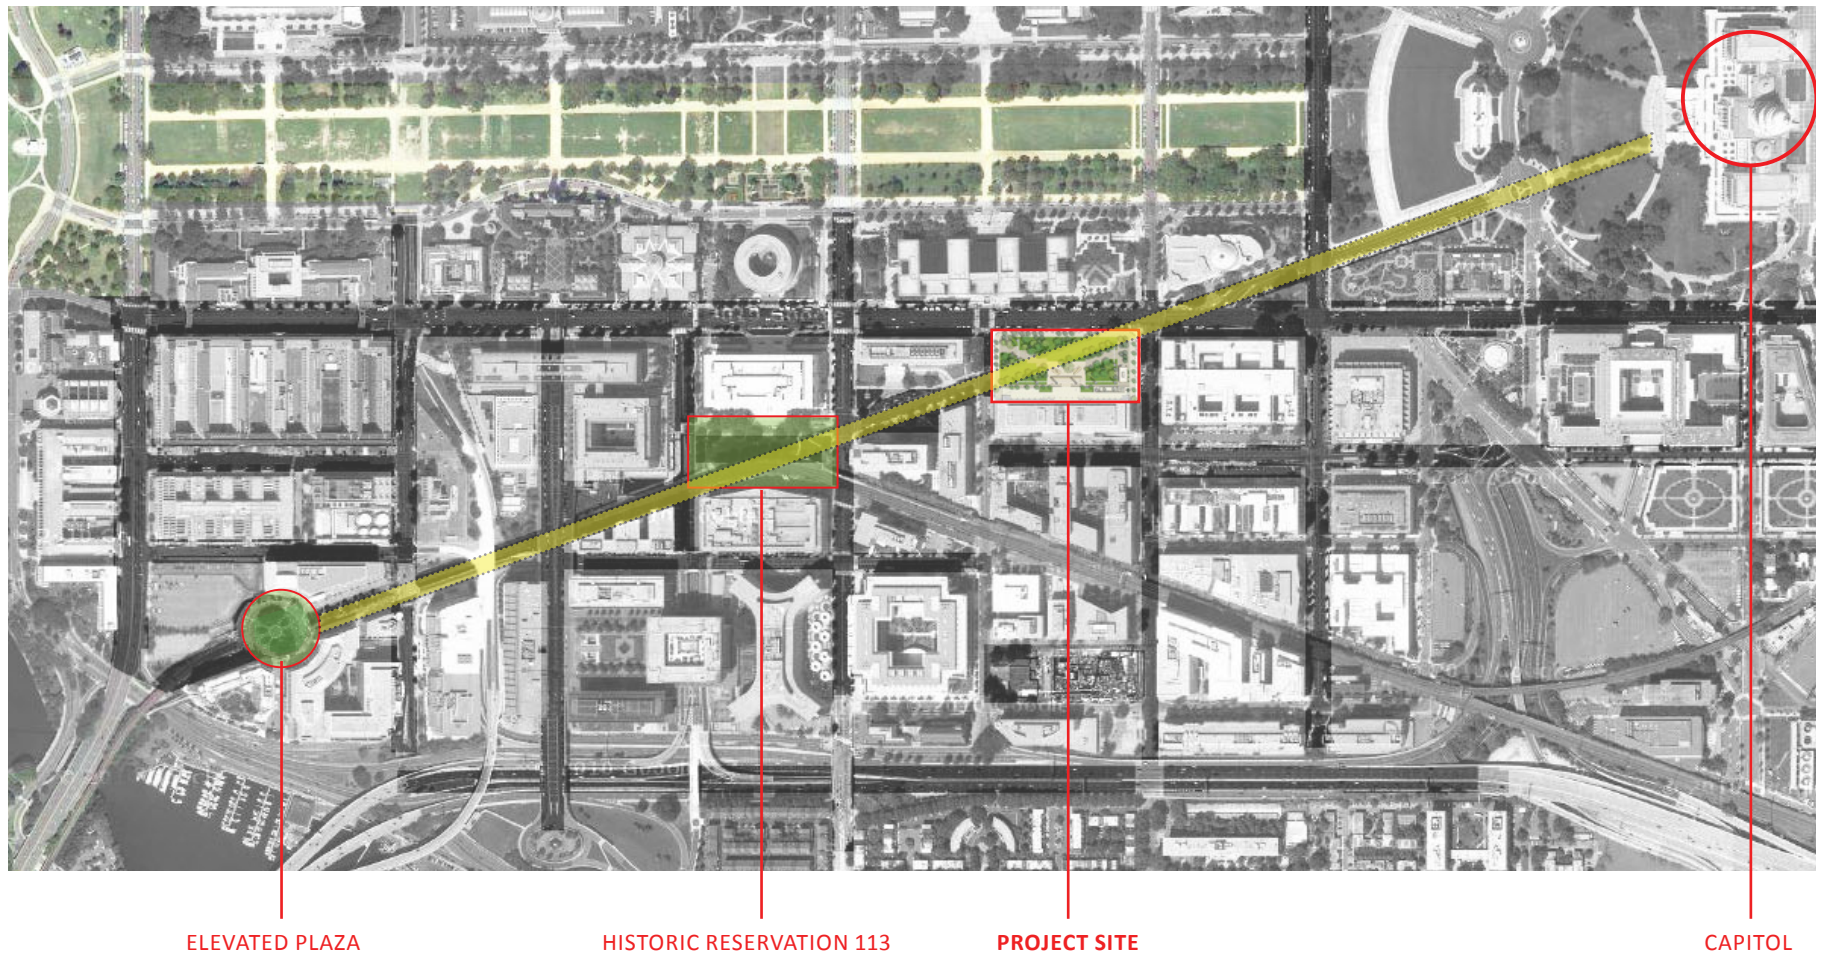 ELEVATED PLAZA
HISTORIC RESERVATION 113
PROJECT SITE
CAPITOL